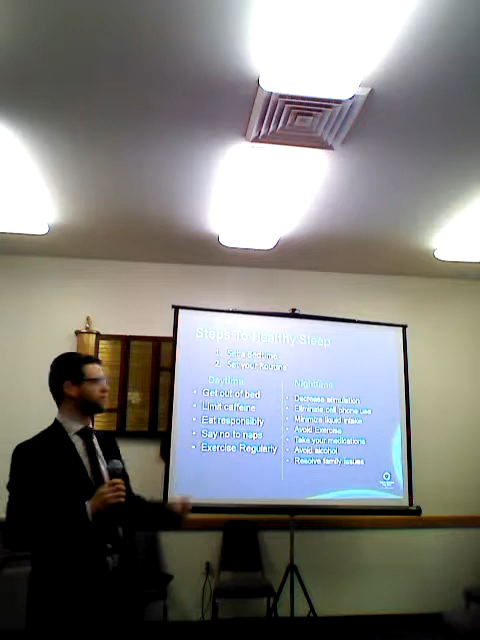 Steps To Healthy Sleep
1. Set a Bedtime
2. Set your Routine
Daytime
• Get out of bed
• Limit caffeine
• Eat responsibly
• Say no to naps
• Exercise Regularly
Nighttime
• Decrease stimulation
• Eliminate cell phone use
• Minimize liquid intake
• Avoid Exercise
• Take your medications
• Avoid alcohol
• Resolve family issues